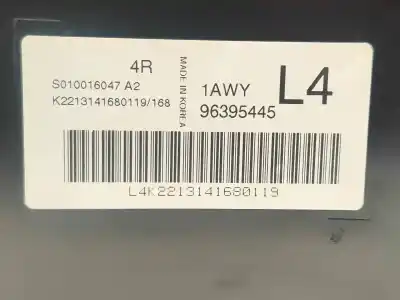 4R
S010016047 A2
K2213141680119/168
MADE IN KOREA
1AWY
96395445
L4
L4K2213141680119